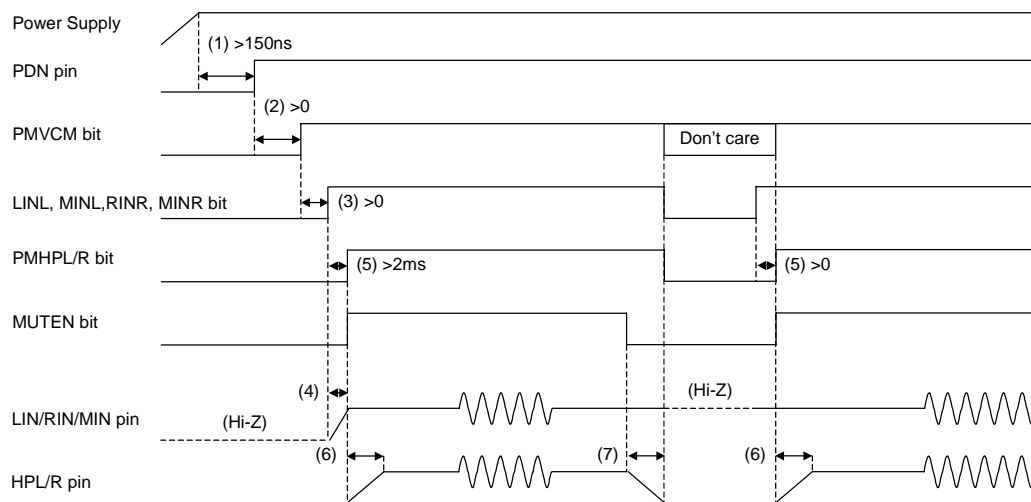 Power Supply
(1) >150ns
PDN pin
(2) >0
PMVCM bit
Don't care
LINL, MINL,RINR, MINR bit
(3) >0
PMHPL/R bit
(5) >2ms
(5) >0
MUTEN bit
(4)
(Hi-Z)
LIN/RIN/MIN pin
(Hi-Z)
(6)
(7)
(6)
HPL/R pin